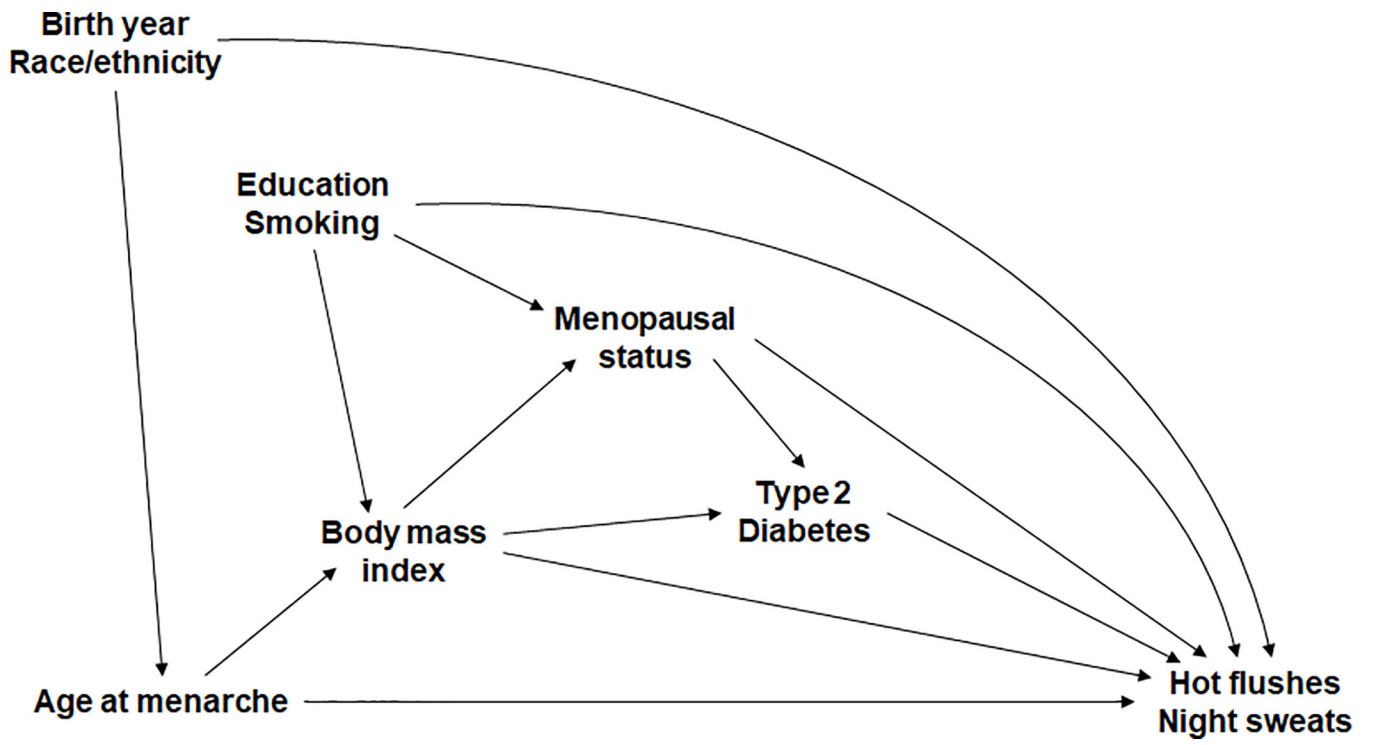 Birth year
Race/ethnicity
Education
Smoking
Menopausal
status
Type 2
Diabetes
Body mass
index
Age at menarche
Hot flushes
Night sweats